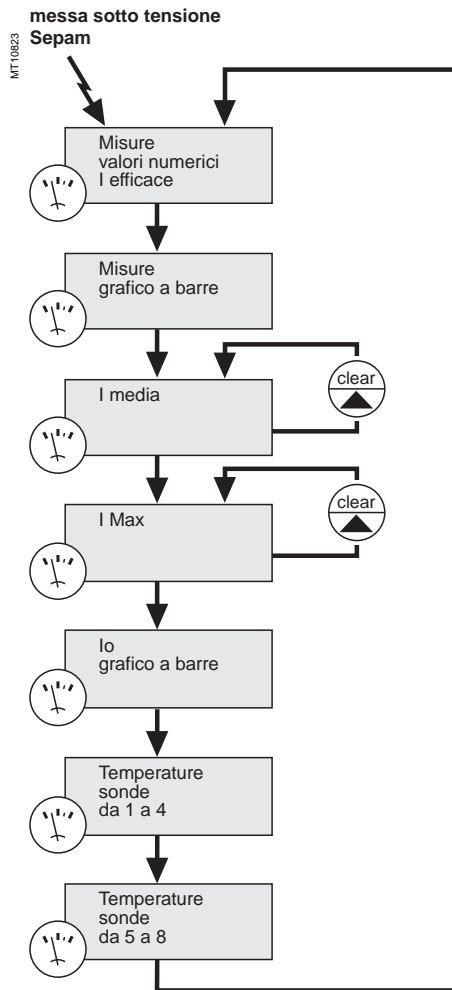 messa sotto tensione
Sepam
MT10823
Misure
valori numerici
I efficace
Misure
grafico a barre
I media
clear
I Max
clear
Io
grafico a barre
Temperature
sonde
da 1 a 4
Temperature
sonde
da 5 a 8